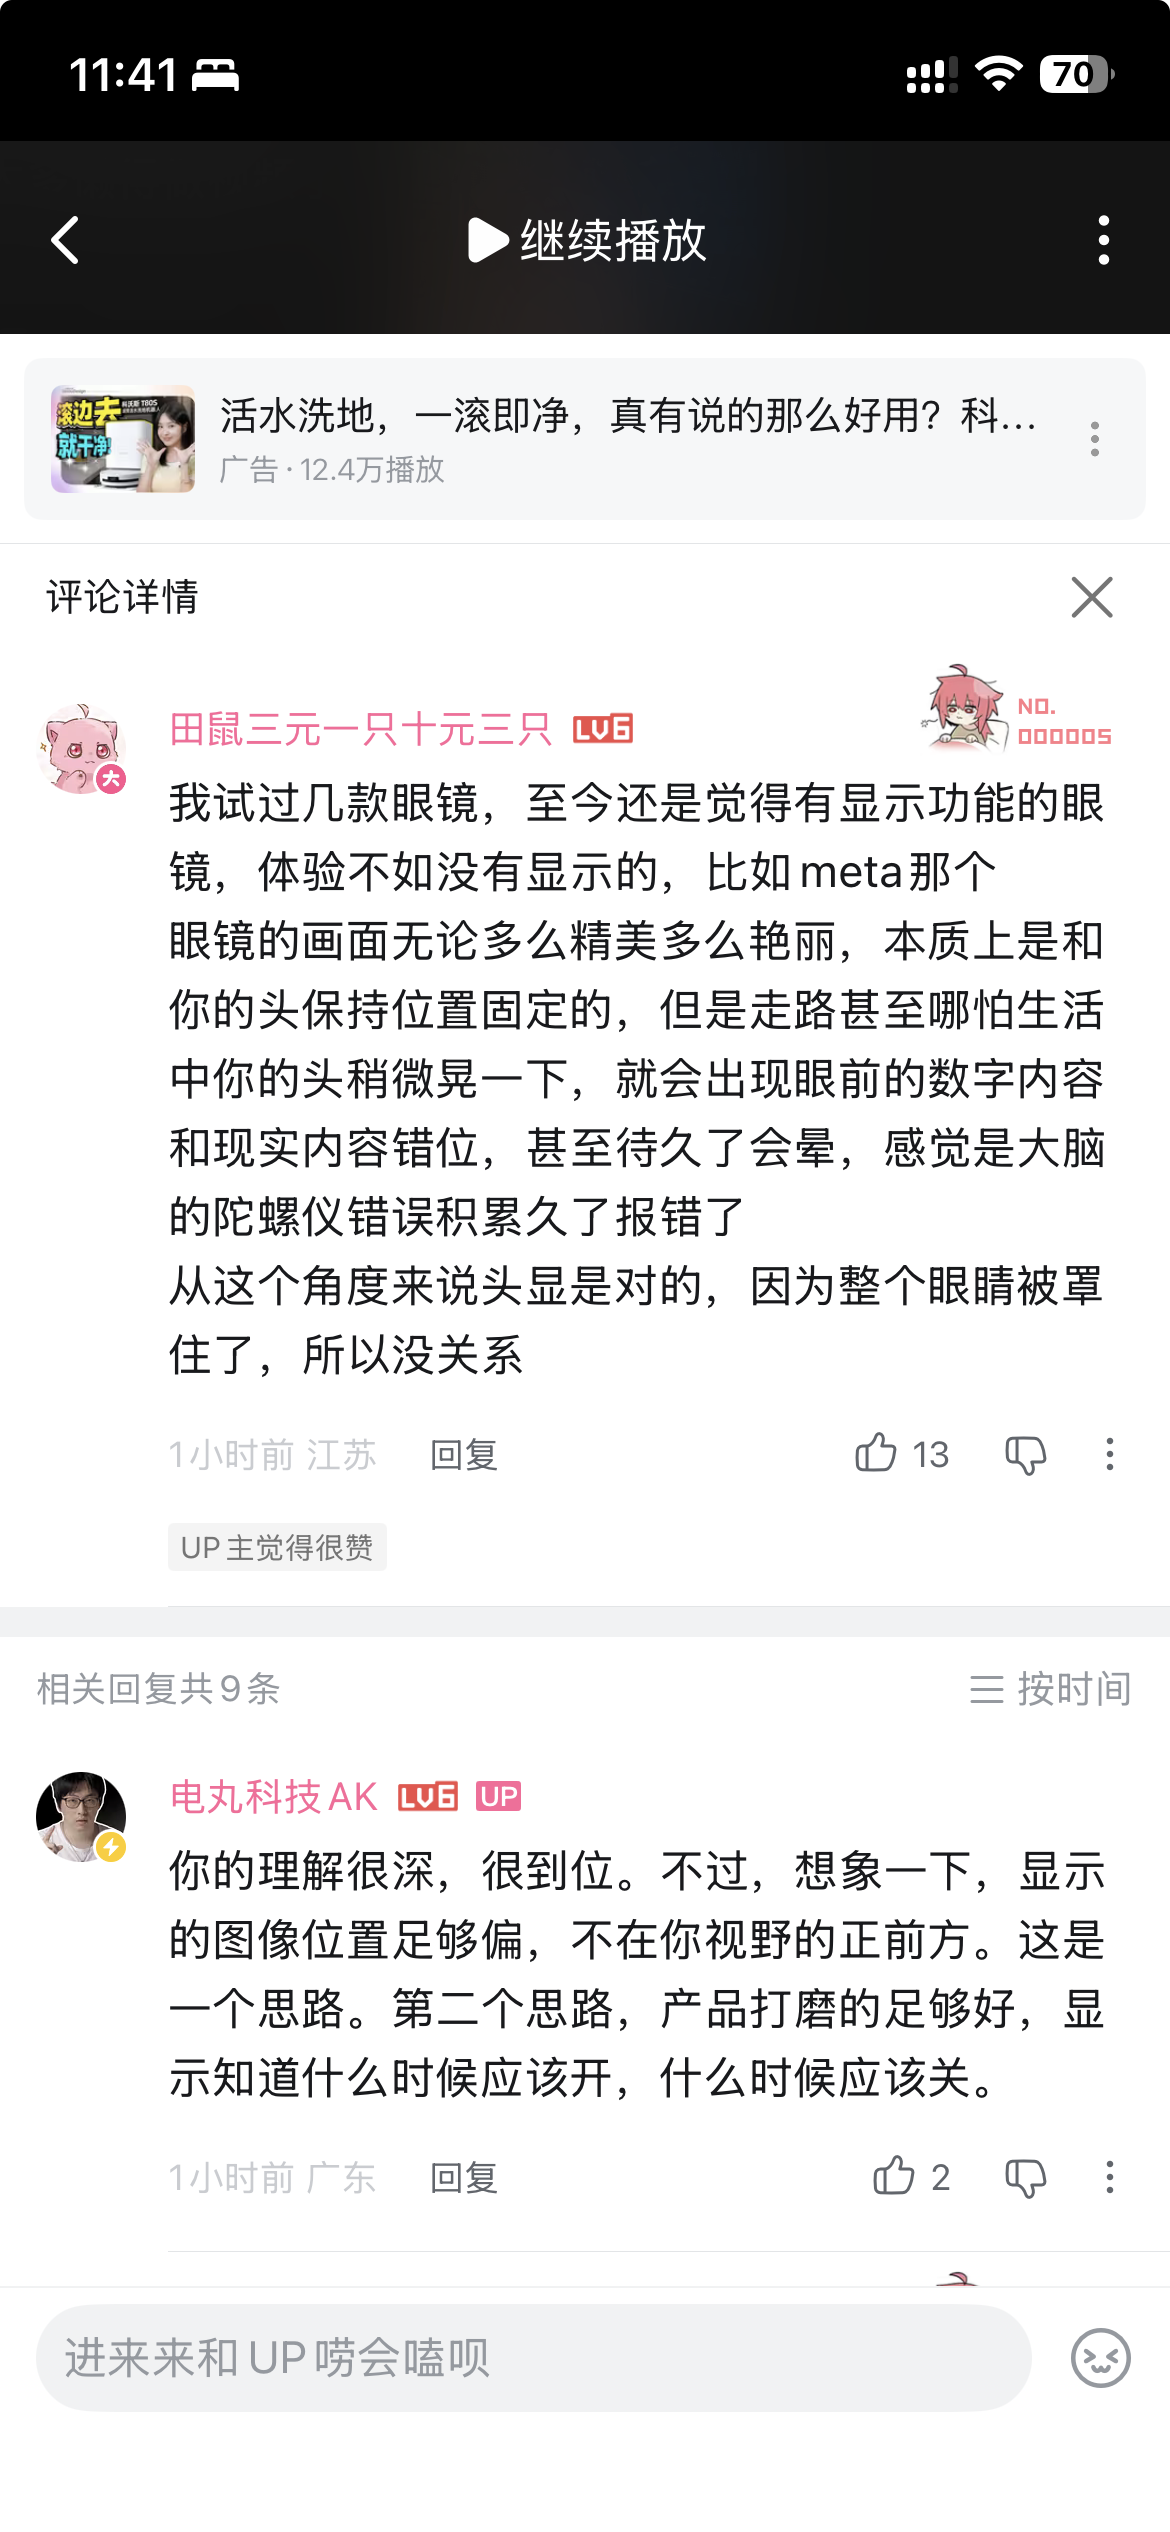 11:41
70
继续播放
滚边去
科沃斯 T80S
就干净!
活水洗地，一滚即净，真有说的那么好用？科...
广告 · 12.4万播放
评论详情
田鼠三元一只十元三只 LV6
NO.
000005
大
我试过几款眼镜，至今还是觉得有显示功能的眼
镜，体验不如没有显示的，比如meta那个
眼镜的画面无论多么精美多么艳丽，本质上是和
你的头保持位置固定的，但是走路甚至哪怕生活
中你的头稍微晃一下，就会出现眼前的数字内容
和现实内容错位，甚至待久了会晕，感觉是大脑
的陀螺仪错误积累久了报错了
从这个角度来说头显是对的，因为整个眼睛被罩
住了，所以没关系
1小时前 江苏 回复 13
UP主觉得很赞
相关回复共9条 按时间
电丸科技AK LV6 UP
你的理解很深，很到位。不过，想象一下，显示
的图像位置足够偏，不在你视野的正前方。这是
一个思路。第二个思路，产品打磨的足够好，显
示知道什么时候应该开，什么时候应该关。
1小时前 广东 回复 2
进来来和UP唠会嗑呗